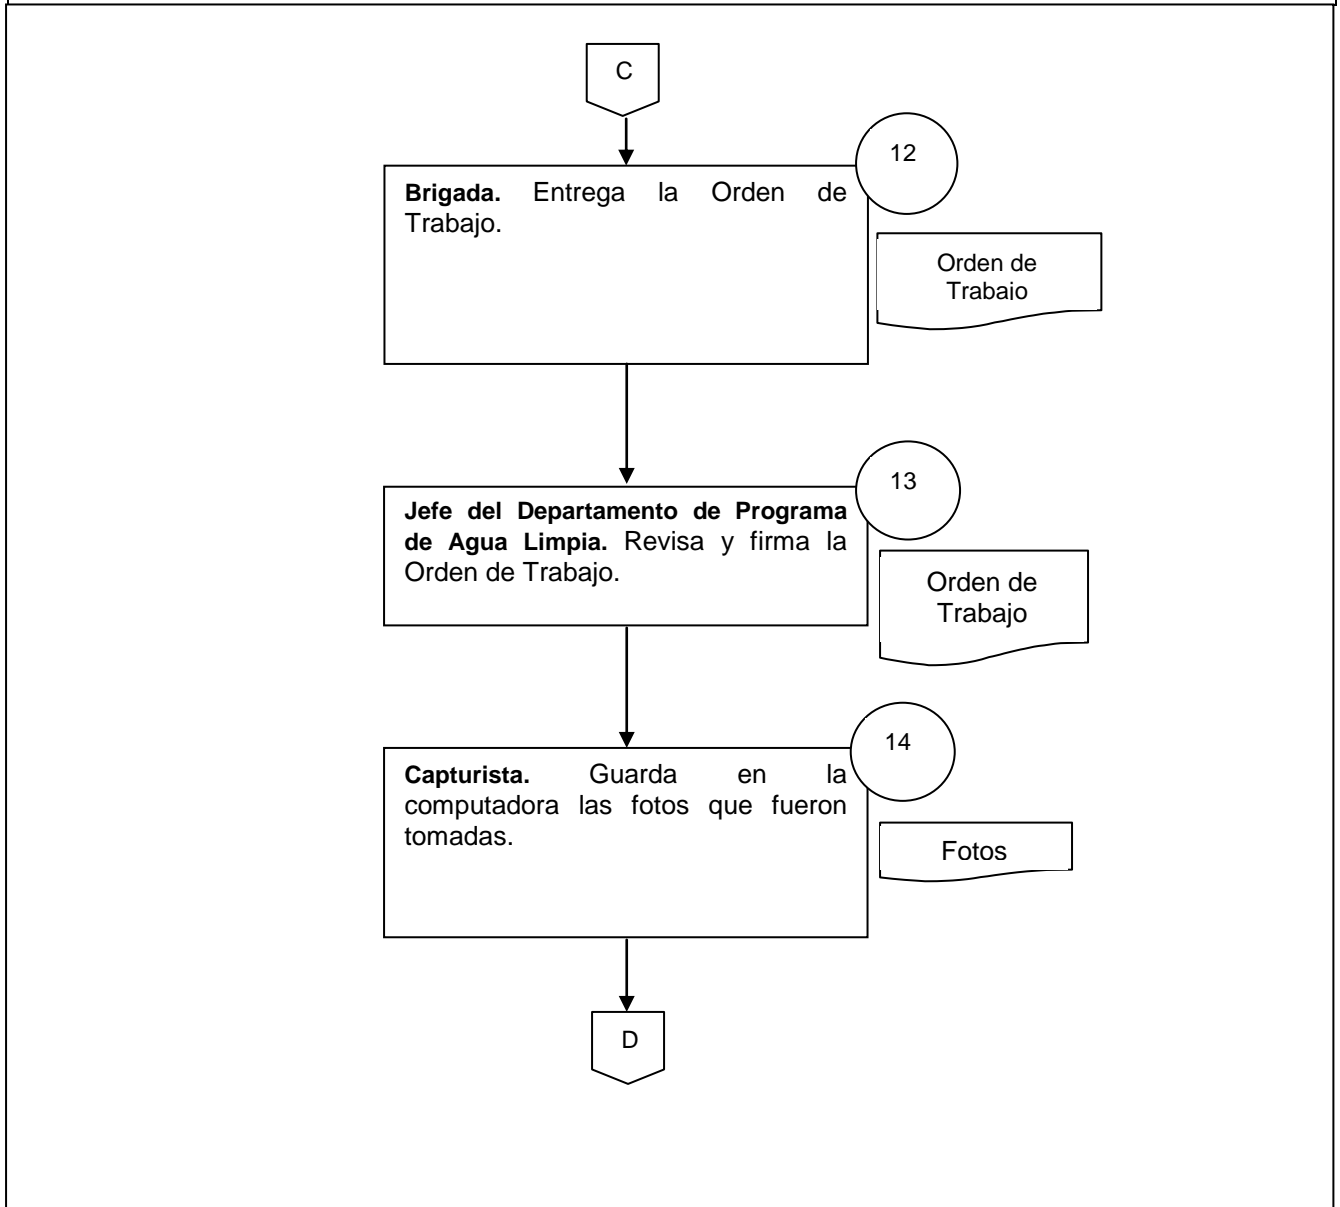 C
12
Brigada. Entrega la Orden de
Trabajo.
Orden de
Trabajo
13
Jefe del Departamento de Programa
de Agua Limpia. Revisa y firma la
Orden de Trabajo.
Orden de
Trabajo
14
Capturista. Guarda en la
computadora las fotos que fueron
tomadas.
Fotos
D